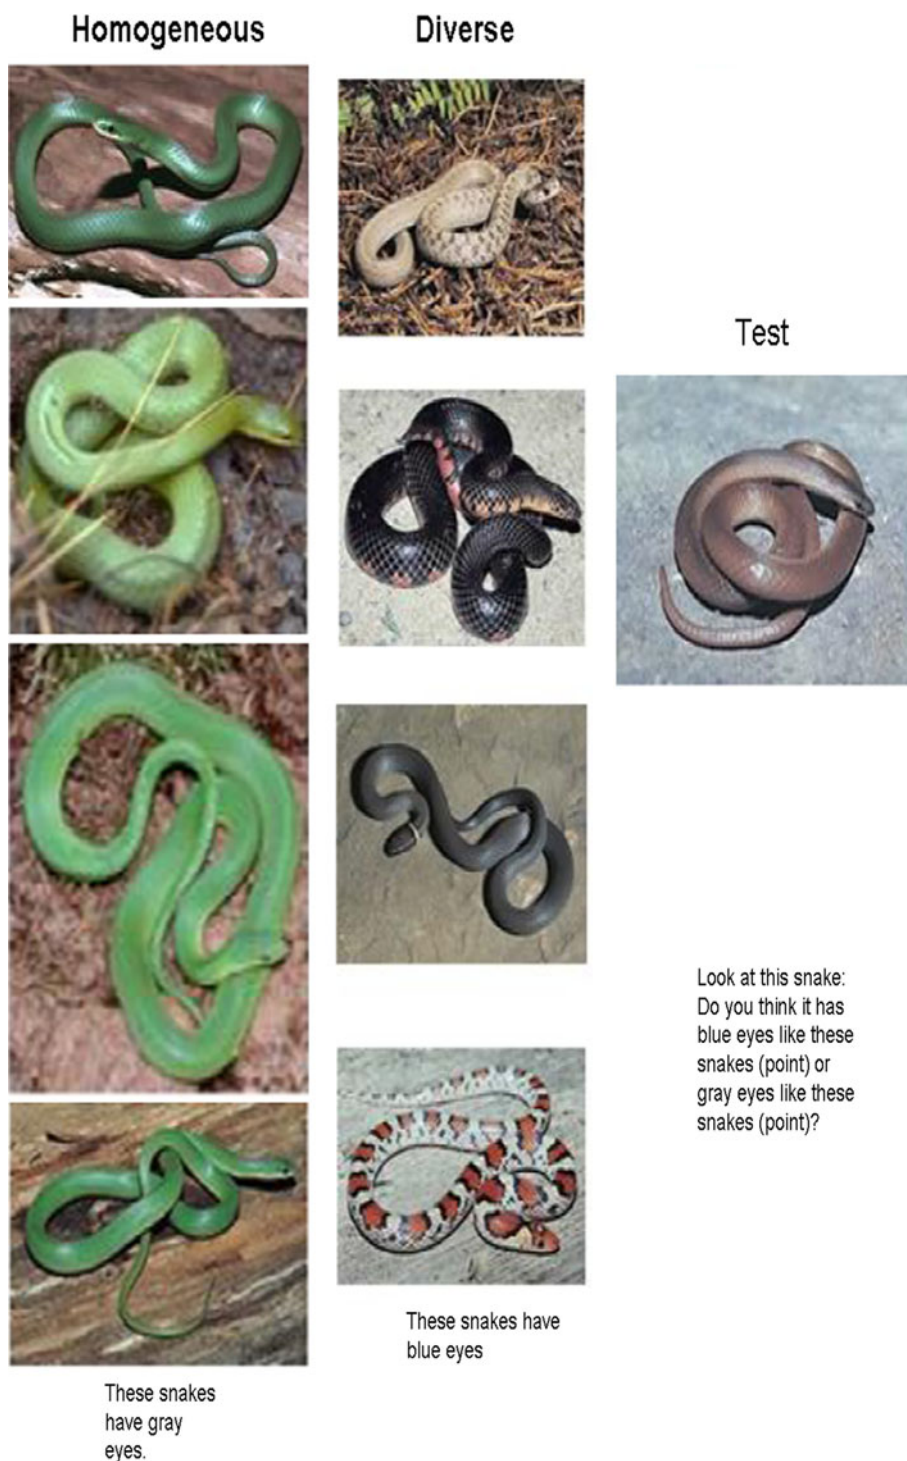 Homogeneous
Diverse
Test
Look at this snake:
Do you think it has
blue eyes like these
snakes (point) or
gray eyes like these
snakes (point)?
These snakes have
blue eyes
These snakes
have gray
eyes.